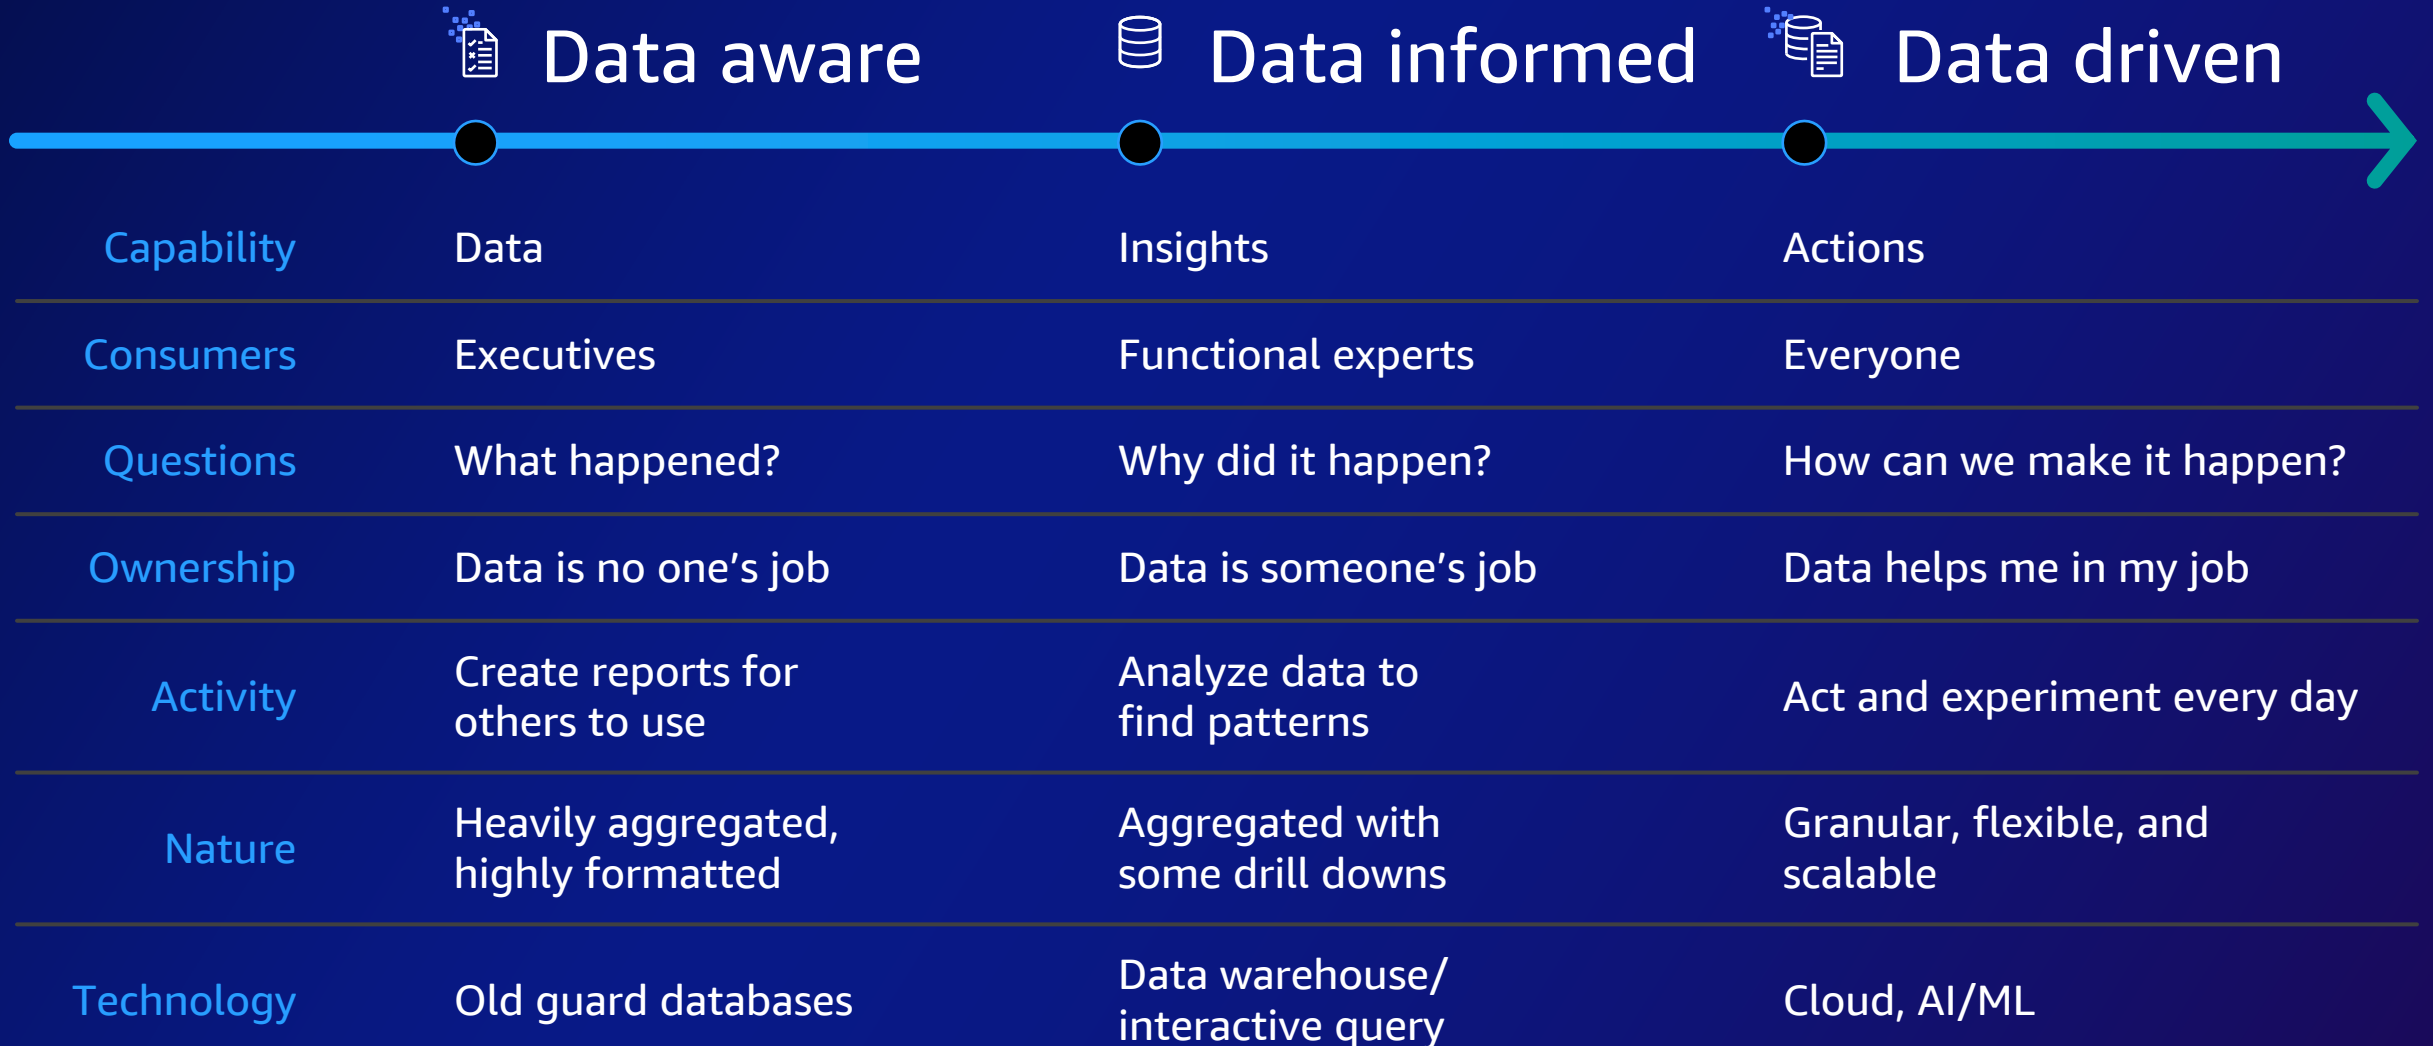 Data aware
Data informed
Data driven
Capability
Data
Insights
Actions
Consumers
Executives
Functional experts
Everyone
Questions
What happened?
Why did it happen?
How can we make it happen?
Ownership
Data is no one’s job
Data is someone’s job
Data helps me in my job
Activity
Create reports for
others to use
Analyze data to
find patterns
Act and experiment every day
Nature
Heavily aggregated,
highly formatted
Aggregated with
some drill downs
Granular, flexible, and
scalable
Technology
Old guard databases
Data warehouse/
interactive query
Cloud, AI/ML